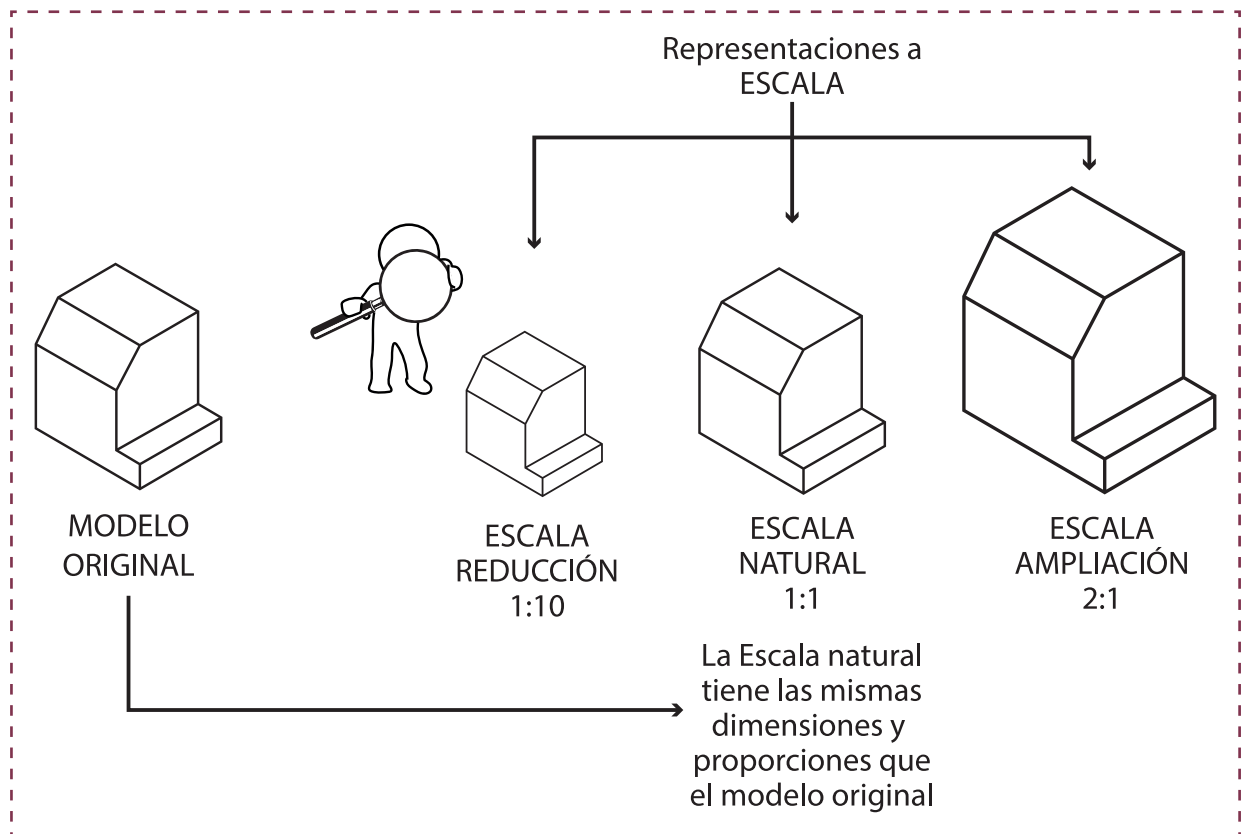 Representaciones a
ESCALA
MODELO
ORIGINAL
ESCALA
REDUCCIÓN
1:10
ESCALA
NATURAL
1:1
ESCALA
AMPLIACIÓN
2:1
La Escala natural
tiene las mismas
dimensiones y
proporciones que
el modelo original